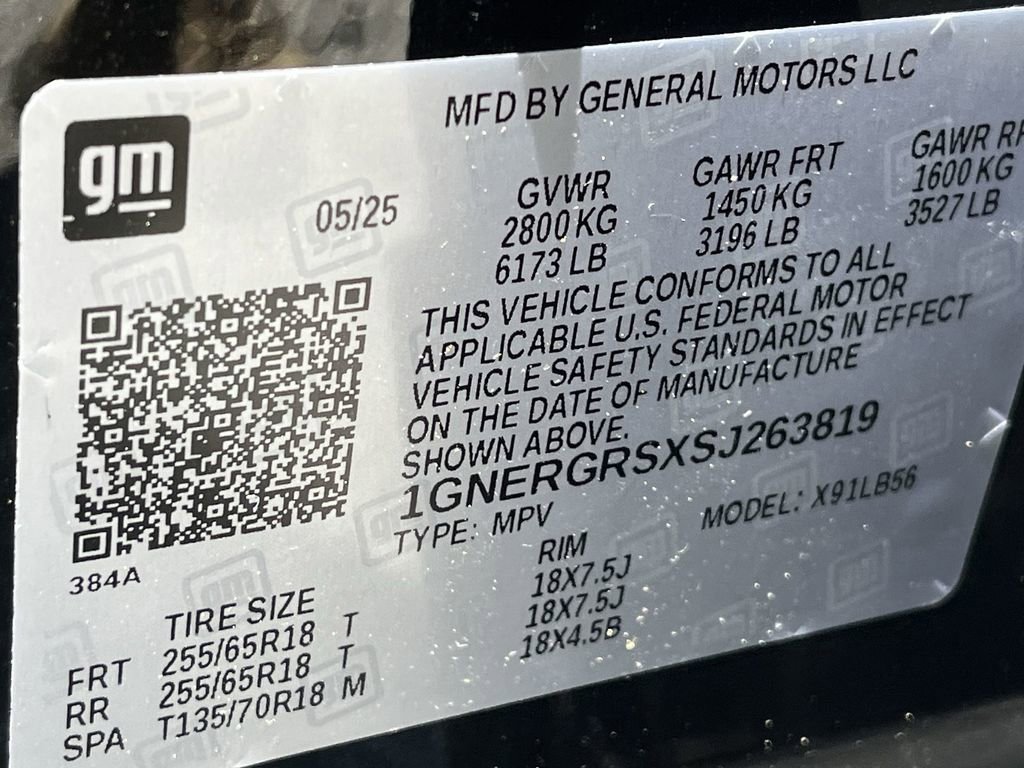 gm
MFD BY GENERAL MOTORS LLC
05/25
GVWR GAWR FRT GAWR RR
2800 KG 1450 KG 1600 KG
6173 LB 3196 LB 3527 LB
THIS VEHICLE CONFORMS TO ALL
APPLICABLE U.S. FEDERAL MOTOR
VEHICLE SAFETY STANDARDS IN EFFECT
ON THE DATE OF MANUFACTURE
SHOWN ABOVE.
1GNERGRSXSJ263819
TYPE: MPV MODEL: X91LB56
384A
TIRE SIZE RIM
FRT 255/65R18 T 18X7.5J
RR 255/65R18 T 18X7.5J
SPA T135/70R18 M 18X4.5B